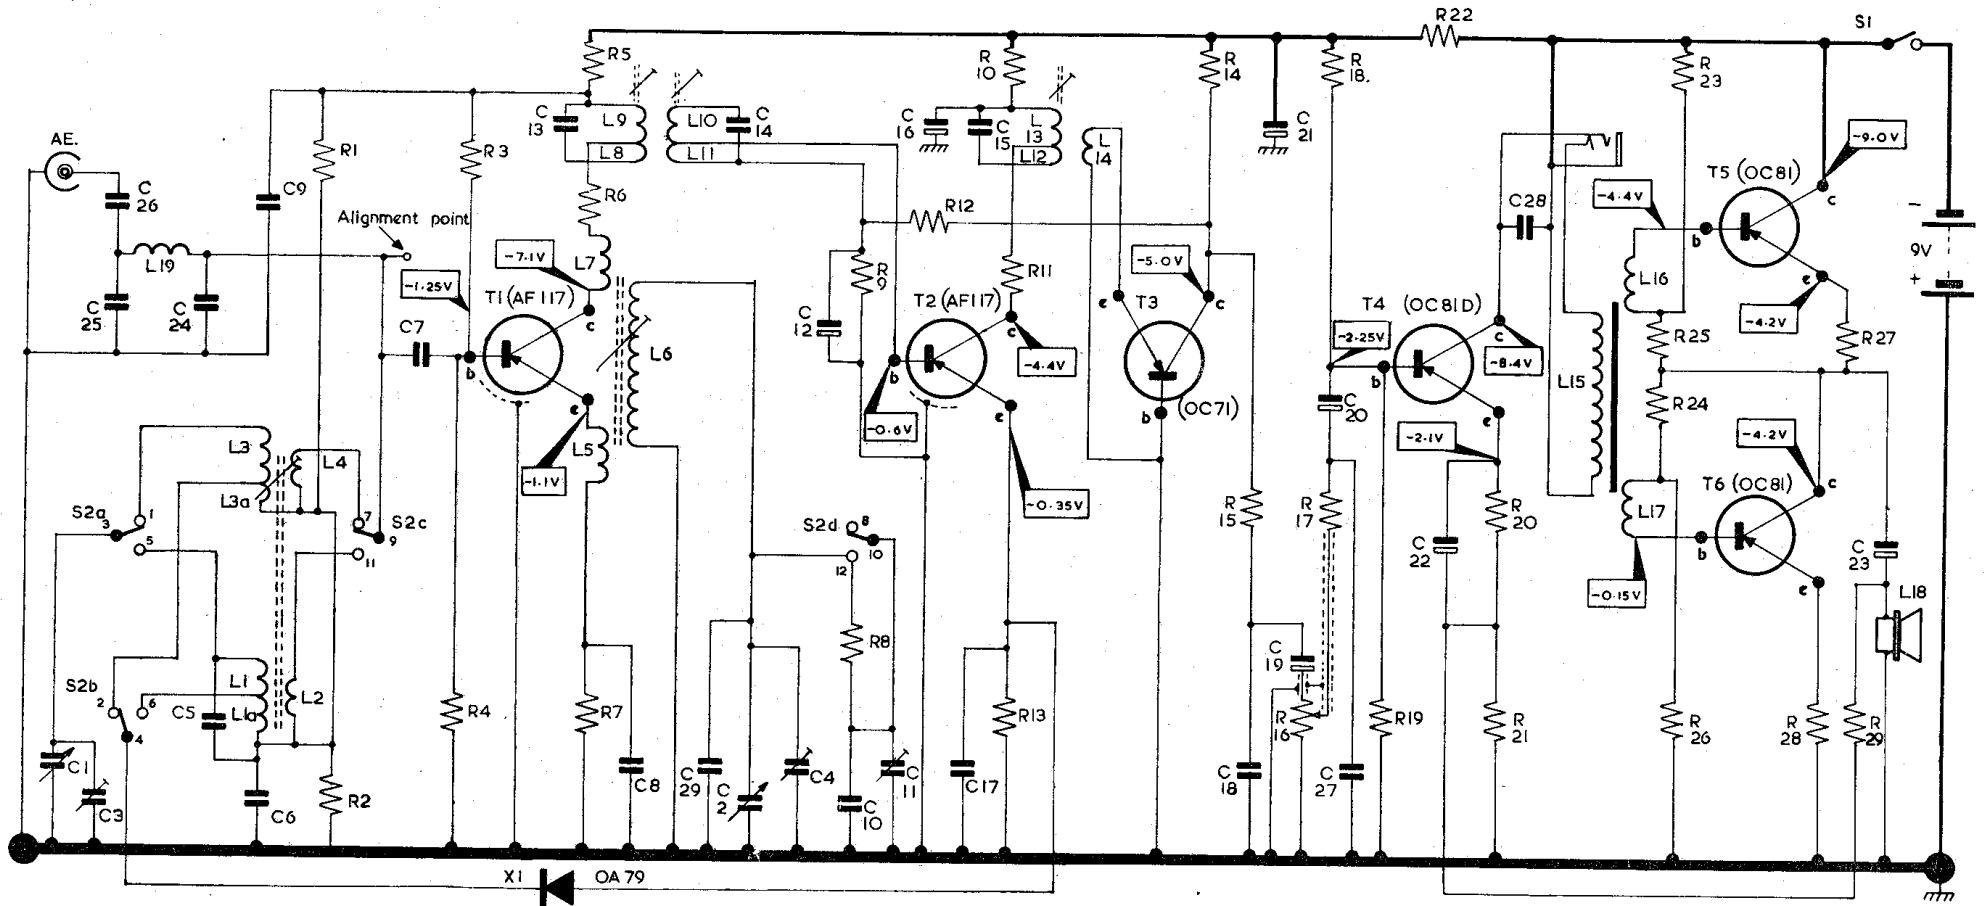 R22
S1
R5
R
10
R
14
R
18.
R
23
AE.
C
13
L9
L10
C
14
C
16
C
15
L
13
L
14
C
21
L8
L11
L12
R1
R3
-9.0V
C
26
C9
R6
R12
C28
-4.4V
T5 (OC81)
c
Alignment point
L19
-7.1V
L7
R
9
R11
-5.0V
b
L16
9V
−
+
C
25
C
24
-1.25V
T1 (AF117)
c
C
12
T2 (AF117)
c
e
T3
c
T4
(OC81D)
c
e
-4.2V
C7
b
L6
b
-4.4V
-2.25V
b
-8.4V
L15
R25
R27
e
e
b
(OC71)
C
20
e
R24
-0.6V
-2.1V
-4.2V
L3
L4
L5
-1.1V
L3a
-0.35V
T6 (OC81)
c
S2a
3
1
5
7
S2c
9
11
S2d
8
10
12
R
15
R
17
R
20
L17
b
C
22
C
23
e
-0.15V
L18
R8
C
19
L1
L2
S2b
2
6
4
C5
L1a
R4
R7
R13
R
16
R19
R
21
R
26
R
28
R
29
C1
C3
C6
R2
C8
C
29
C
2
C4
C
10
C
11
C17
C
18
C
27
X1
OA79